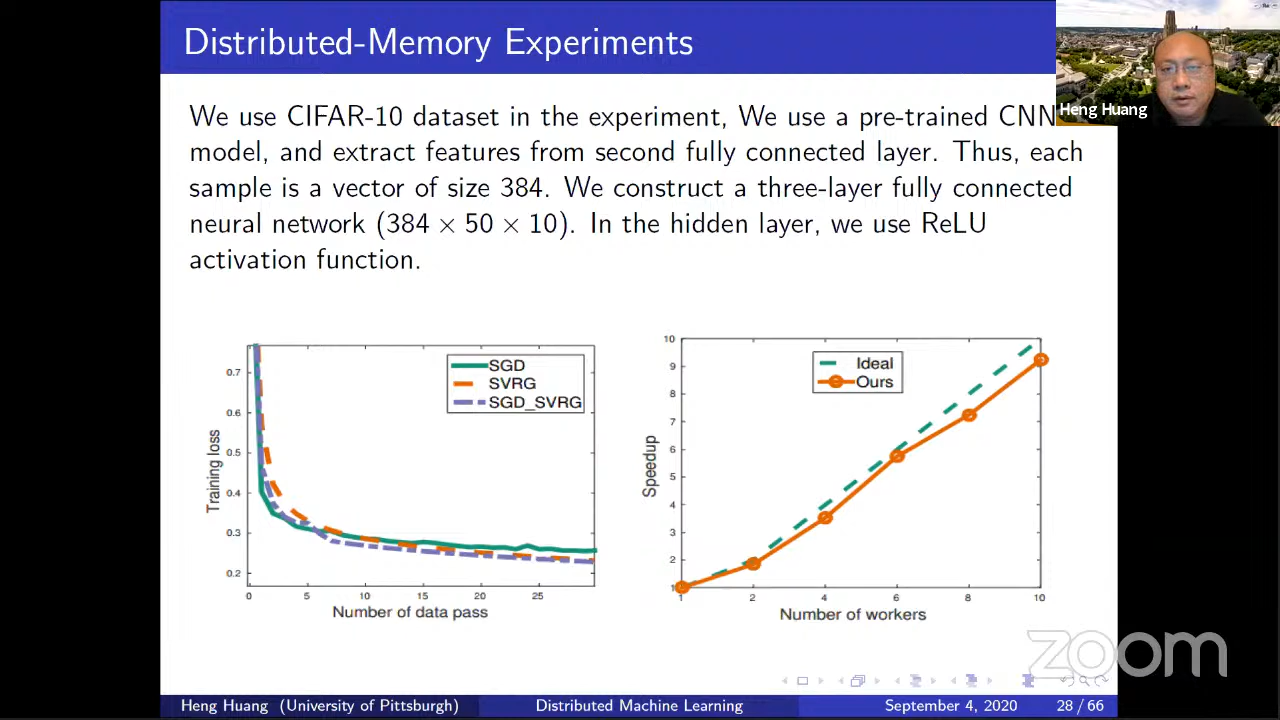 Distributed-Memory Experiments
Heng Huang
We use CIFAR-10 dataset in the experiment, We use a pre-trained CNN
model, and extract features from second fully connected layer. Thus, each
sample is a vector of size 384. We construct a three-layer fully connected
neural network (384 × 50 × 10). In the hidden layer, we use ReLU
activation function.
SGD
SVRG
SGD_SVRG
Training loss
0.7
0.6
0.5
0.4
0.3
0.2
0 5 10 15 20 25
Number of data pass
Ideal
Ours
Speedup
10
9
8
7
6
5
4
3
2
1
1 2 4 6 8 10
Number of workers
zoom
Heng Huang (University of Pittsburgh) Distributed Machine Learning September 4, 2020 28 / 66